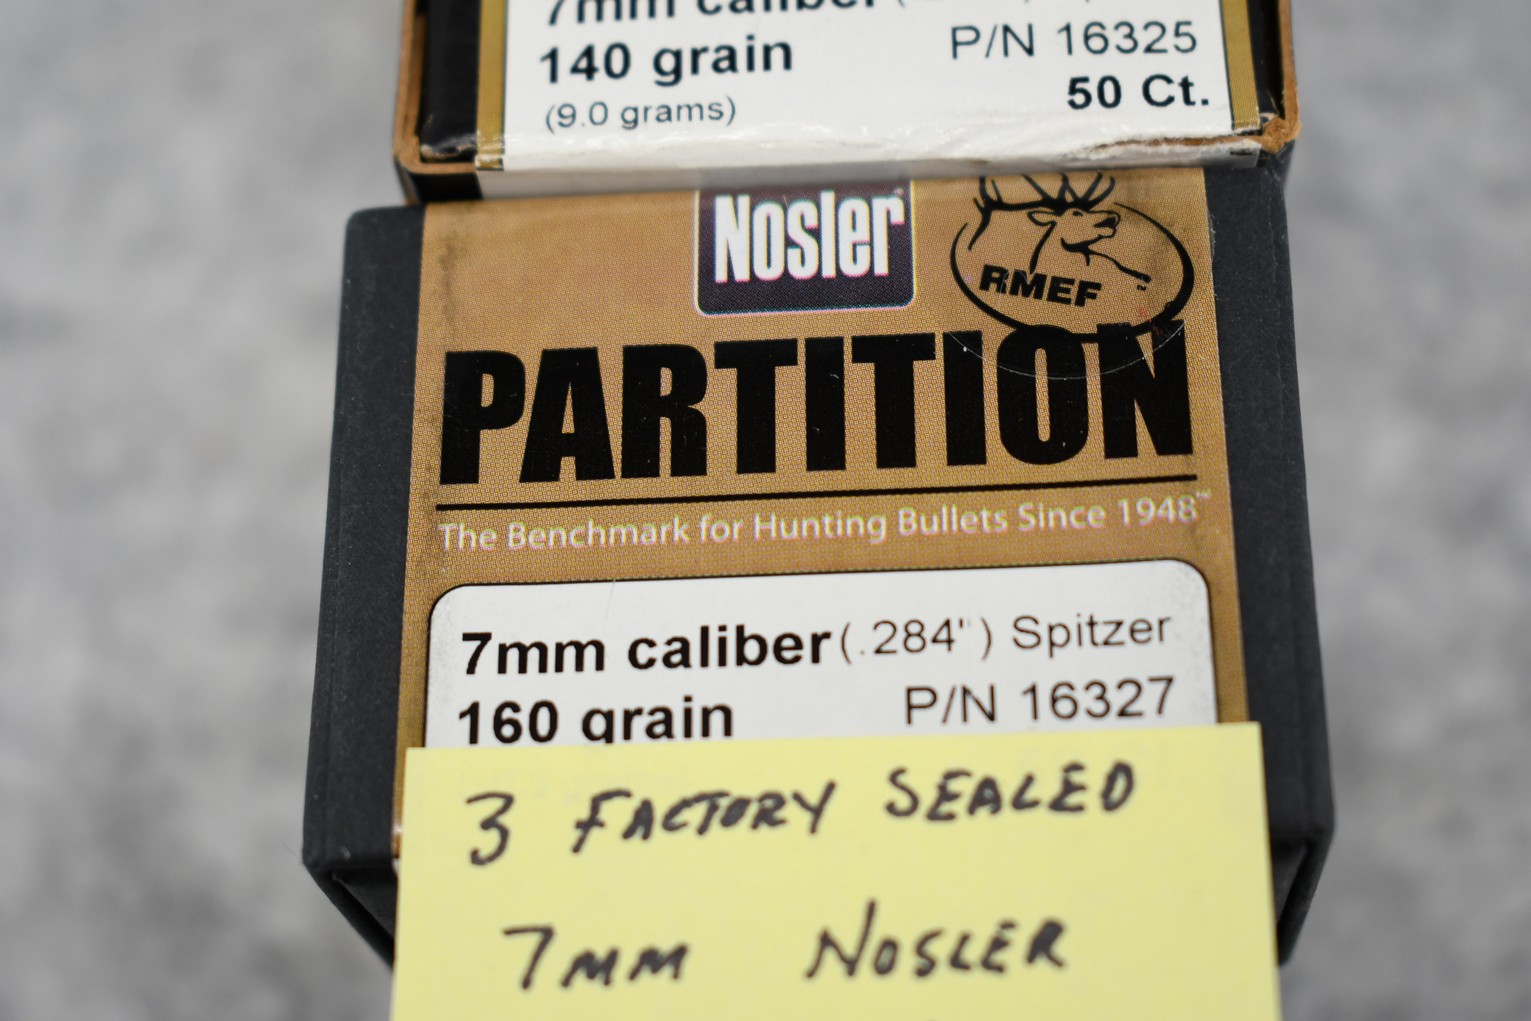 7mm caliber
140 grain P/N 16325
(9.0 grams) 50 Ct.
Nosler
RMEF
PARTITION
The Benchmark for Hunting Bullets Since 1948™
7mm caliber (.284") Spitzer
160 grain P/N 16327
3 FACTORY SEALED
7MM NOSLER